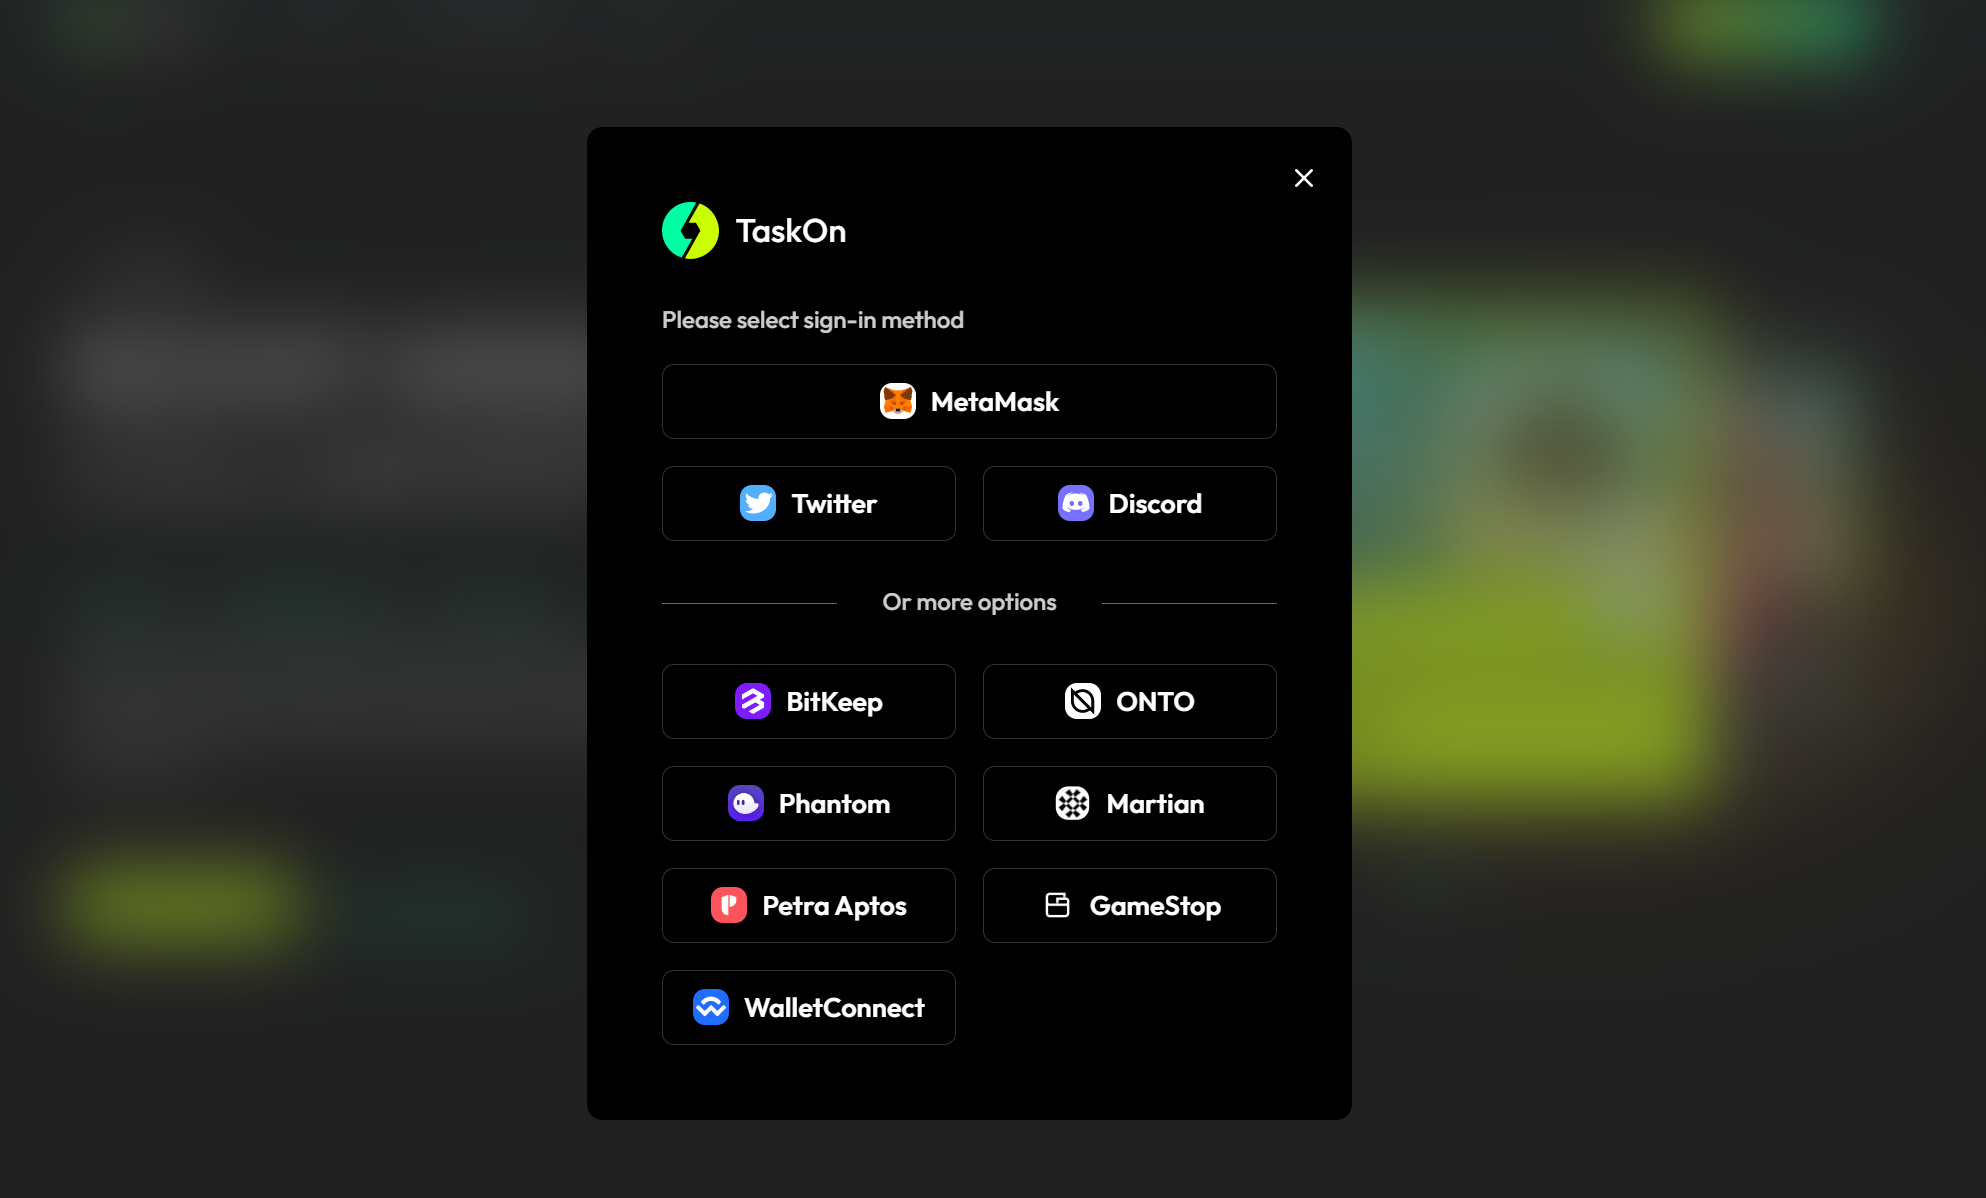 TaskOn
Please select sign-in method
MetaMask
Twitter
Discord
Or more options
BitKeep
ONTO
Phantom
Martian
Petra Aptos
GameStop
WalletConnect